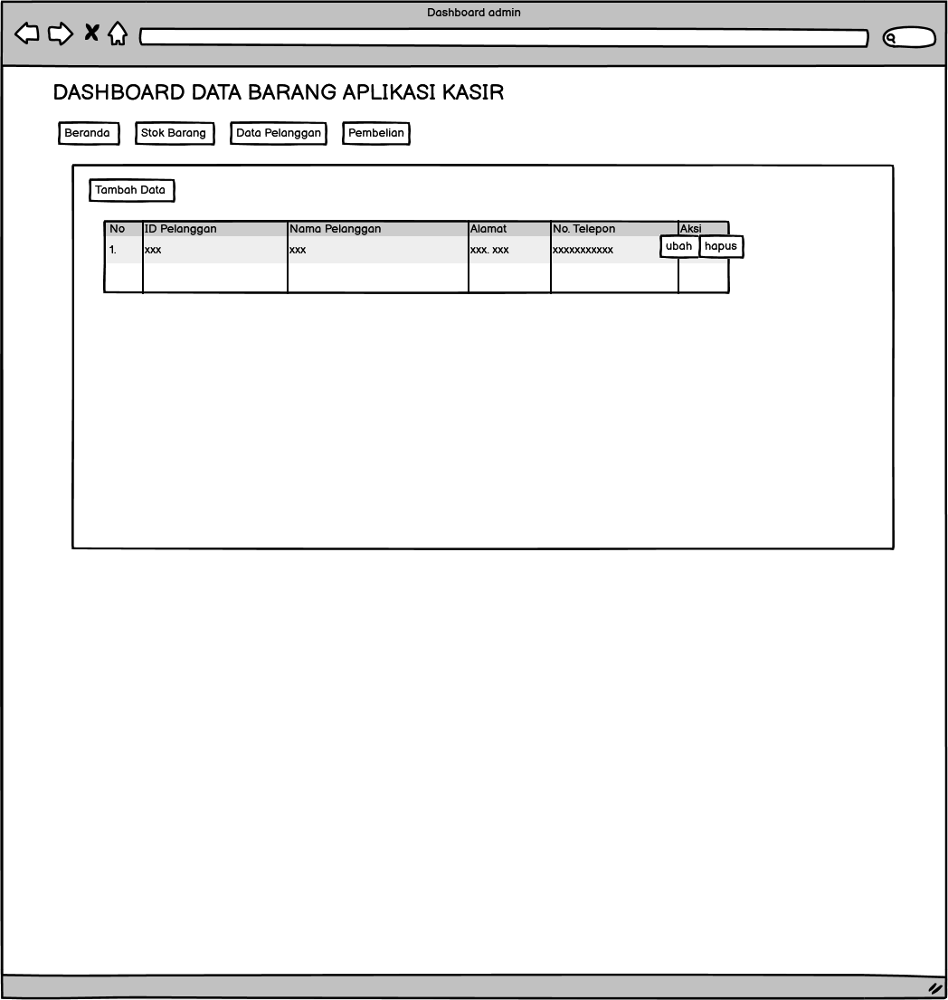 Dashboard admin
DASHBOARD DATA BARANG APLIKASI KASIR
Beranda Stok Barang Data Pelanggan Pembelian
Tambah Data
No ID Pelanggan Nama Pelanggan Alamat No. Telepon Aksi
1. xxx xxx xxx. xxx xxxxxxxxxxx ubah hapus